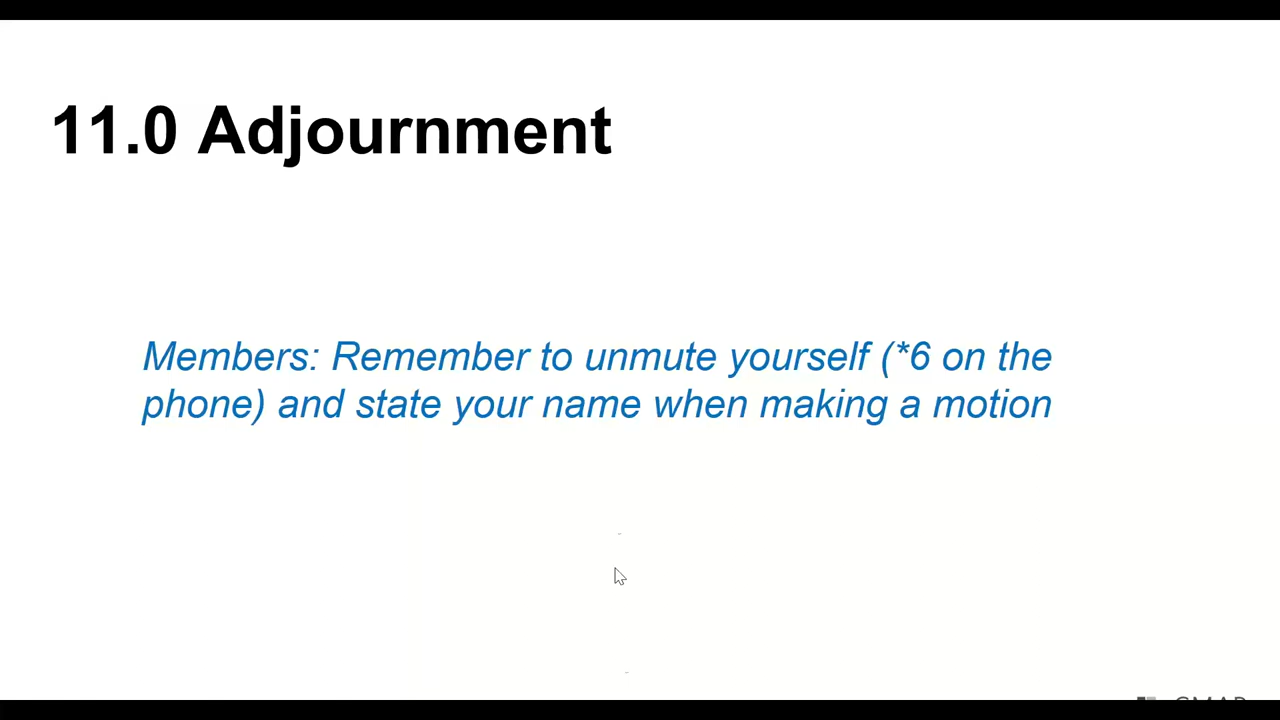 11.0 Adjournment
Members: Remember to unmute yourself (*6 on the
phone) and state your name when making a motion